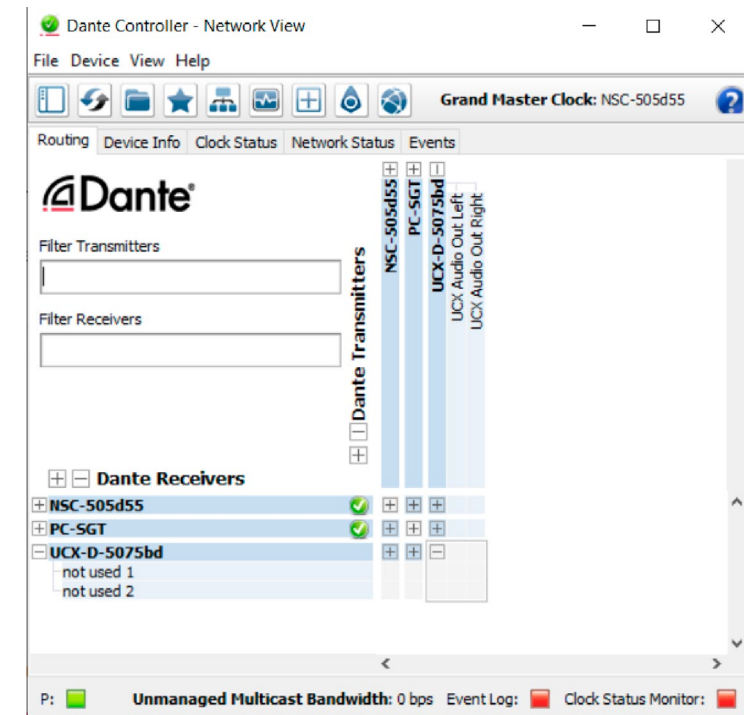 Dante Controller - Network View
File Device View Help
Grand Master Clock: NSC-505d55
?
Routing Device Info Clock Status Network Status Events
Dante®
Filter Transmitters
Filter Receivers
Dante Transmitters
NSC-505d55
PC-SGT
UCX-D-5075bd
UCX Audio Out Left
UCX Audio Out Right
Dante Receivers
NSC-505d55
PC-SGT
UCX-D-5075bd
not used 1
not used 2
P: Unmanaged Multicast Bandwidth: 0 bps Event Log: Clock Status Monitor: